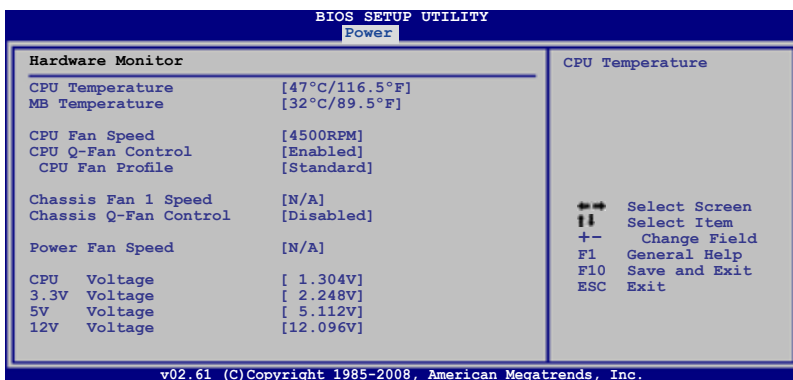 BIOS SETUP UTILITY
Power
Hardware Monitor
CPU Temperature [47°C/116.5°F]
MB Temperature [32°C/89.5°F]
CPU Fan Speed [4500RPM]
CPU Q-Fan Control [Enabled]
CPU Fan Profile [Standard]
Chassis Fan 1 Speed [N/A]
Chassis Q-Fan Control [Disabled]
Power Fan Speed [N/A]
CPU Voltage [ 1.304V]
3.3V Voltage [ 2.248V]
5V Voltage [ 5.112V]
12V Voltage [12.096V]
CPU Temperature
←→ Select Screen
↑↓ Select Item
+- Change Field
F1 General Help
F10 Save and Exit
ESC Exit
v02.61 (C)Copyright 1985-2008, American Megatrends, Inc.